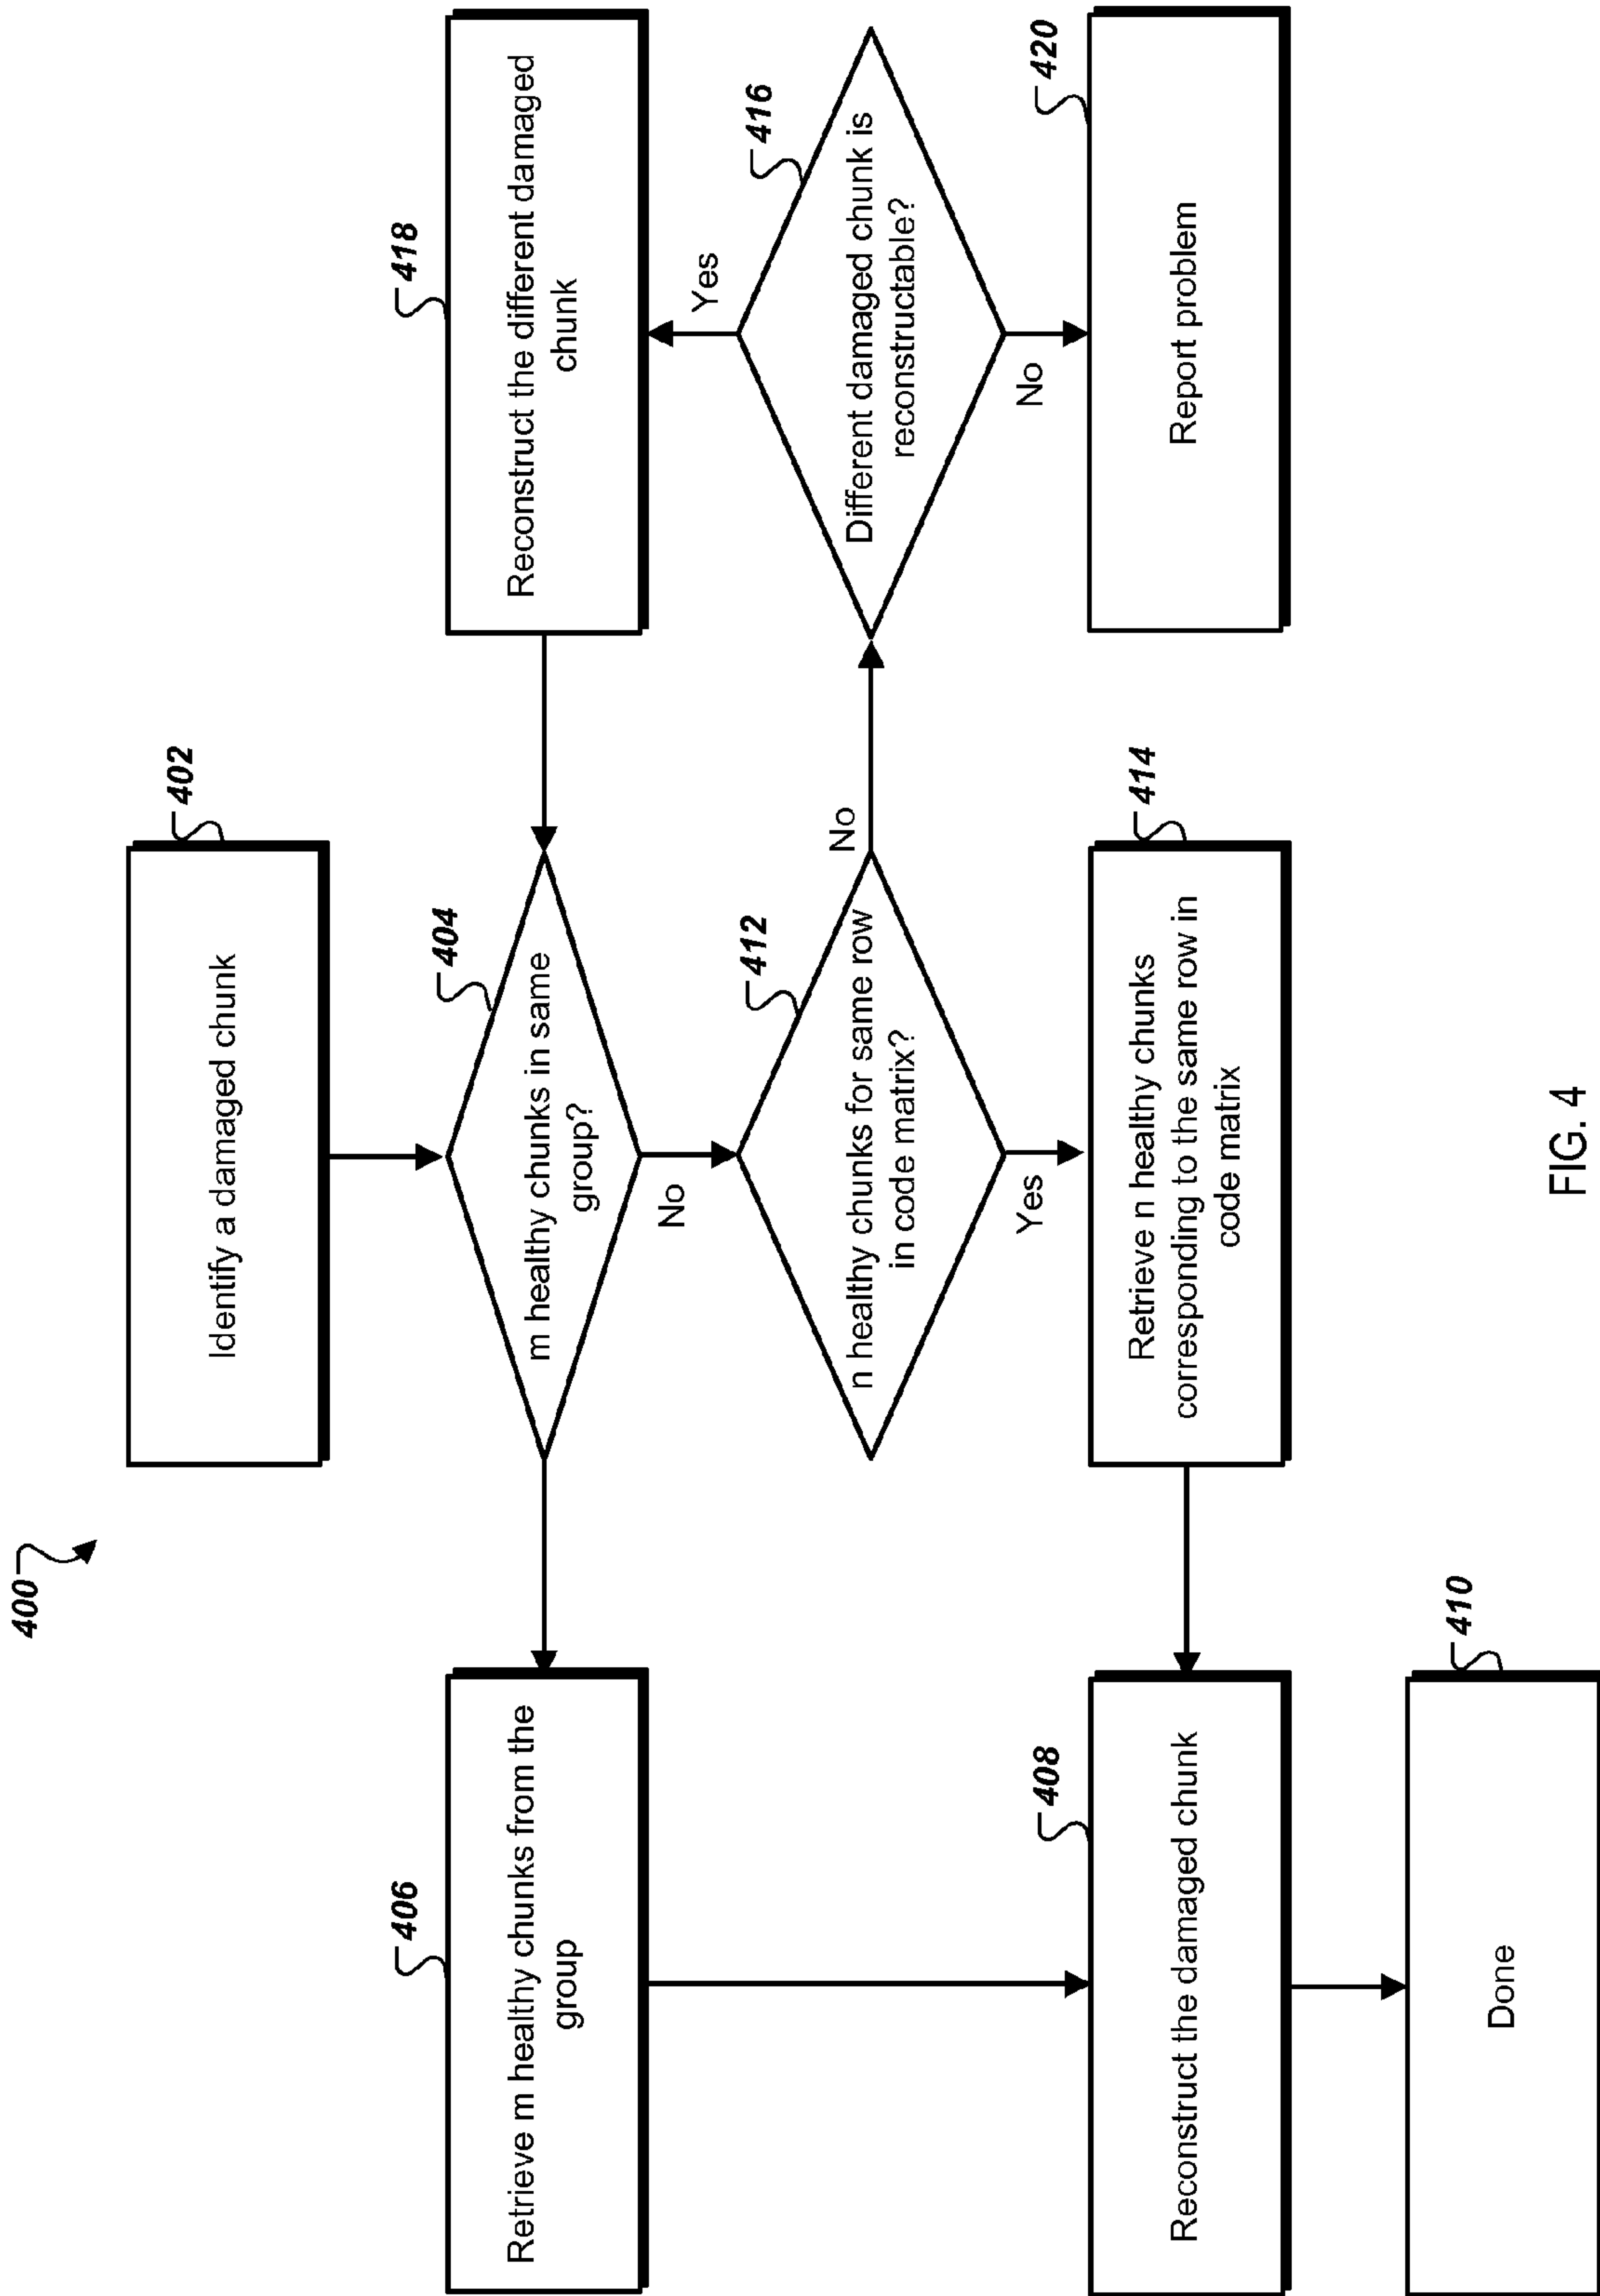 400
402
Identify a damaged chunk
404
m healthy chunks in same
group?
406
Retrieve m healthy chunks from the
group
418
Reconstruct the different damaged
chunk
No
Yes
412
n healthy chunks for same row
in code matrix?
No
416
Different damaged chunk is
reconstructable?
Yes
No
408
Reconstruct the damaged chunk
414
Retrieve n healthy chunks
corresponding to the same row in
code matrix
420
Report problem
410
Done
FIG. 4